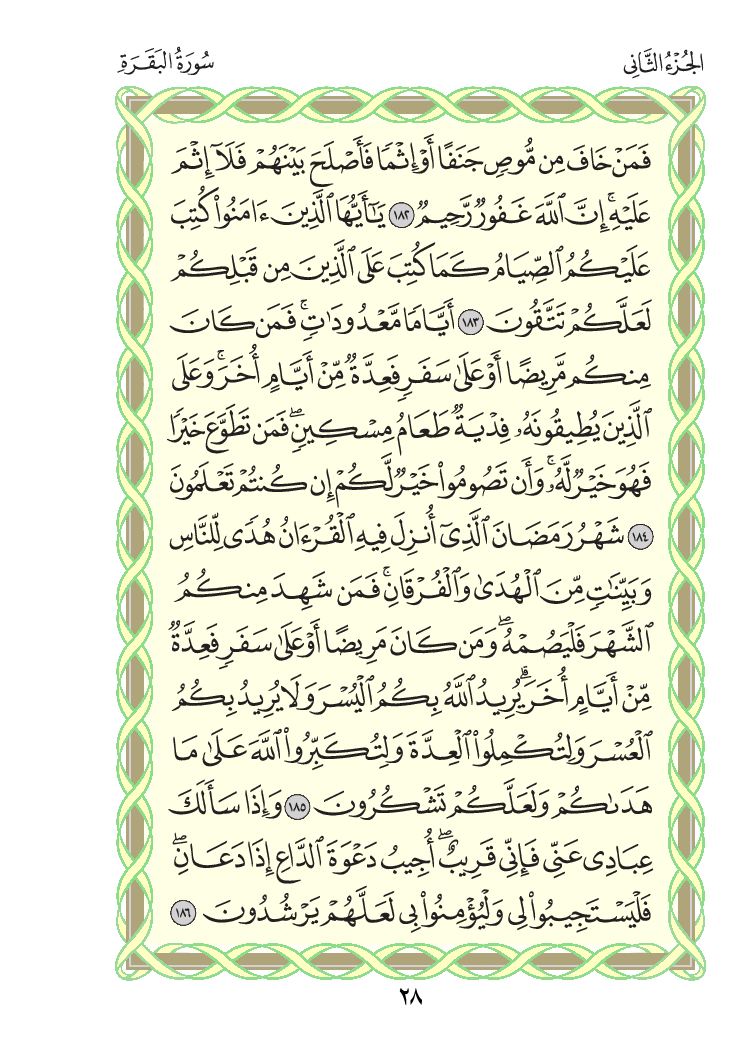 الجُزْءُ الثَّانِي
سُورَةُ البَقَرَةِ
فَمَنْ خَافَ مِن مُّوصٍ جَنَفًا أَوْ إِثْمًا فَأَصْلَحَ بَيْنَهُمْ فَلَآ إِثْمَ
عَلَيْهِۚ إِنَّ ٱللَّهَ غَفُورٌ رَّحِيمٌ ١٨٢ يَـٰٓأَيُّهَا ٱلَّذِينَ ءَامَنُوا۟ كُتِبَ
عَلَيْكُمُ ٱلصِّيَامُ كَمَا كُتِبَ عَلَى ٱلَّذِينَ مِن قَبْلِكُمْ
لَعَلَّكُمْ تَتَّقُونَ ١٨٣ أَيَّامًا مَّعْدُودَٰتٍۚ فَمَن كَانَ
مِنكُم مَّرِيضًا أَوْ عَلَىٰ سَفَرٍ فَعِدَّةٌ مِّنْ أَيَّامٍ أُخَرَۚ وَعَلَى
ٱلَّذِينَ يُطِيقُونَهُۥ فِدْيَةٌ طَعَامُ مِسْكِينٍۖ فَمَن تَطَوَّعَ خَيْرًا
فَهُوَ خَيْرٌ لَّهُۥۚ وَأَن تَصُومُوا۟ خَيْرٌ لَّكُمْ إِن كُنتُمْ تَعْلَمُونَ
١٨٤ شَهْرُ رَمَضَانَ ٱلَّذِىٓ أُنزِلَ فِيهِ ٱلْقُرْءَانُ هُدًى لِّلنَّاسِ
وَبَيِّنَـٰتٍ مِّنَ ٱلْهُدَىٰ وَٱلْفُرْقَانِۚ فَمَن شَهِدَ مِنكُمُ
ٱلشَّهْرَ فَلْيَصُمْهُۖ وَمَن كَانَ مَرِيضًا أَوْ عَلَىٰ سَفَرٍ فَعِدَّةٌ
مِّنْ أَيَّامٍ أُخَرَۗ يُرِيدُ ٱللَّهُ بِكُمُ ٱلْيُسْرَ وَلَا يُرِيدُ بِكُمُ
ٱلْعُسْرَ وَلِتُكْمِلُوا۟ ٱلْعِدَّةَ وَلِتُكَبِّرُوا۟ ٱللَّهَ عَلَىٰ مَا
هَدَىٰكُمْ وَلَعَلَّكُمْ تَشْكُرُونَ ١٨٥ وَإِذَا سَأَلَكَ
عِبَادِى عَنِّى فَإِنِّى قَرِيبٌۖ أُجِيبُ دَعْوَةَ ٱلدَّاعِ إِذَا دَعَانِۖ
فَلْيَسْتَجِيبُوا۟ لِى وَلْيُؤْمِنُوا۟ بِى لَعَلَّهُمْ يَرْشُدُونَ ١٨٦
٢٨